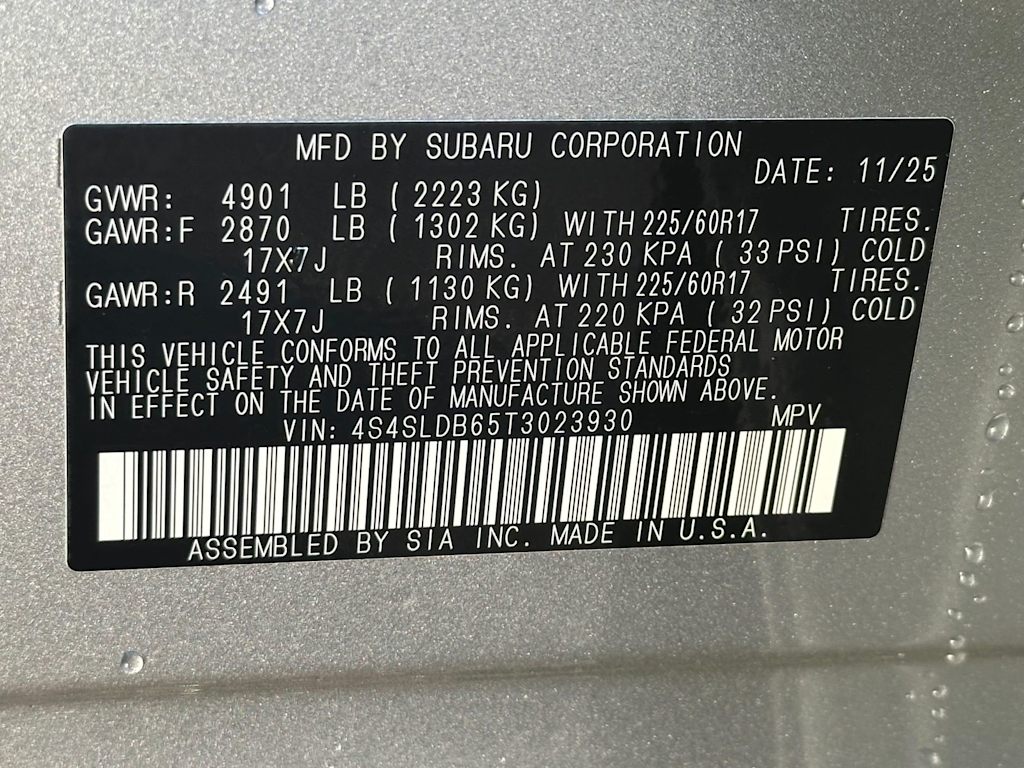 MFD BY SUBARU CORPORATION
DATE: 11/25
GVWR: 4901 LB ( 2223 KG)
GAWR:F 2870 LB ( 1302 KG) WITH 225/60R17 TIRES.
17X7J RIMS. AT 230 KPA ( 33 PSI) COLD
GAWR:R 2491 LB ( 1130 KG) WITH 225/60R17 TIRES.
17X7J RIMS. AT 220 KPA ( 32 PSI) COLD
THIS VEHICLE CONFORMS TO ALL APPLICABLE FEDERAL MOTOR
VEHICLE SAFETY AND THEFT PREVENTION STANDARDS
IN EFFECT ON THE DATE OF MANUFACTURE SHOWN ABOVE.
VIN: 4S4SLDB65T3023930 MPV
ASSEMBLED BY SIA INC. MADE IN U.S.A.